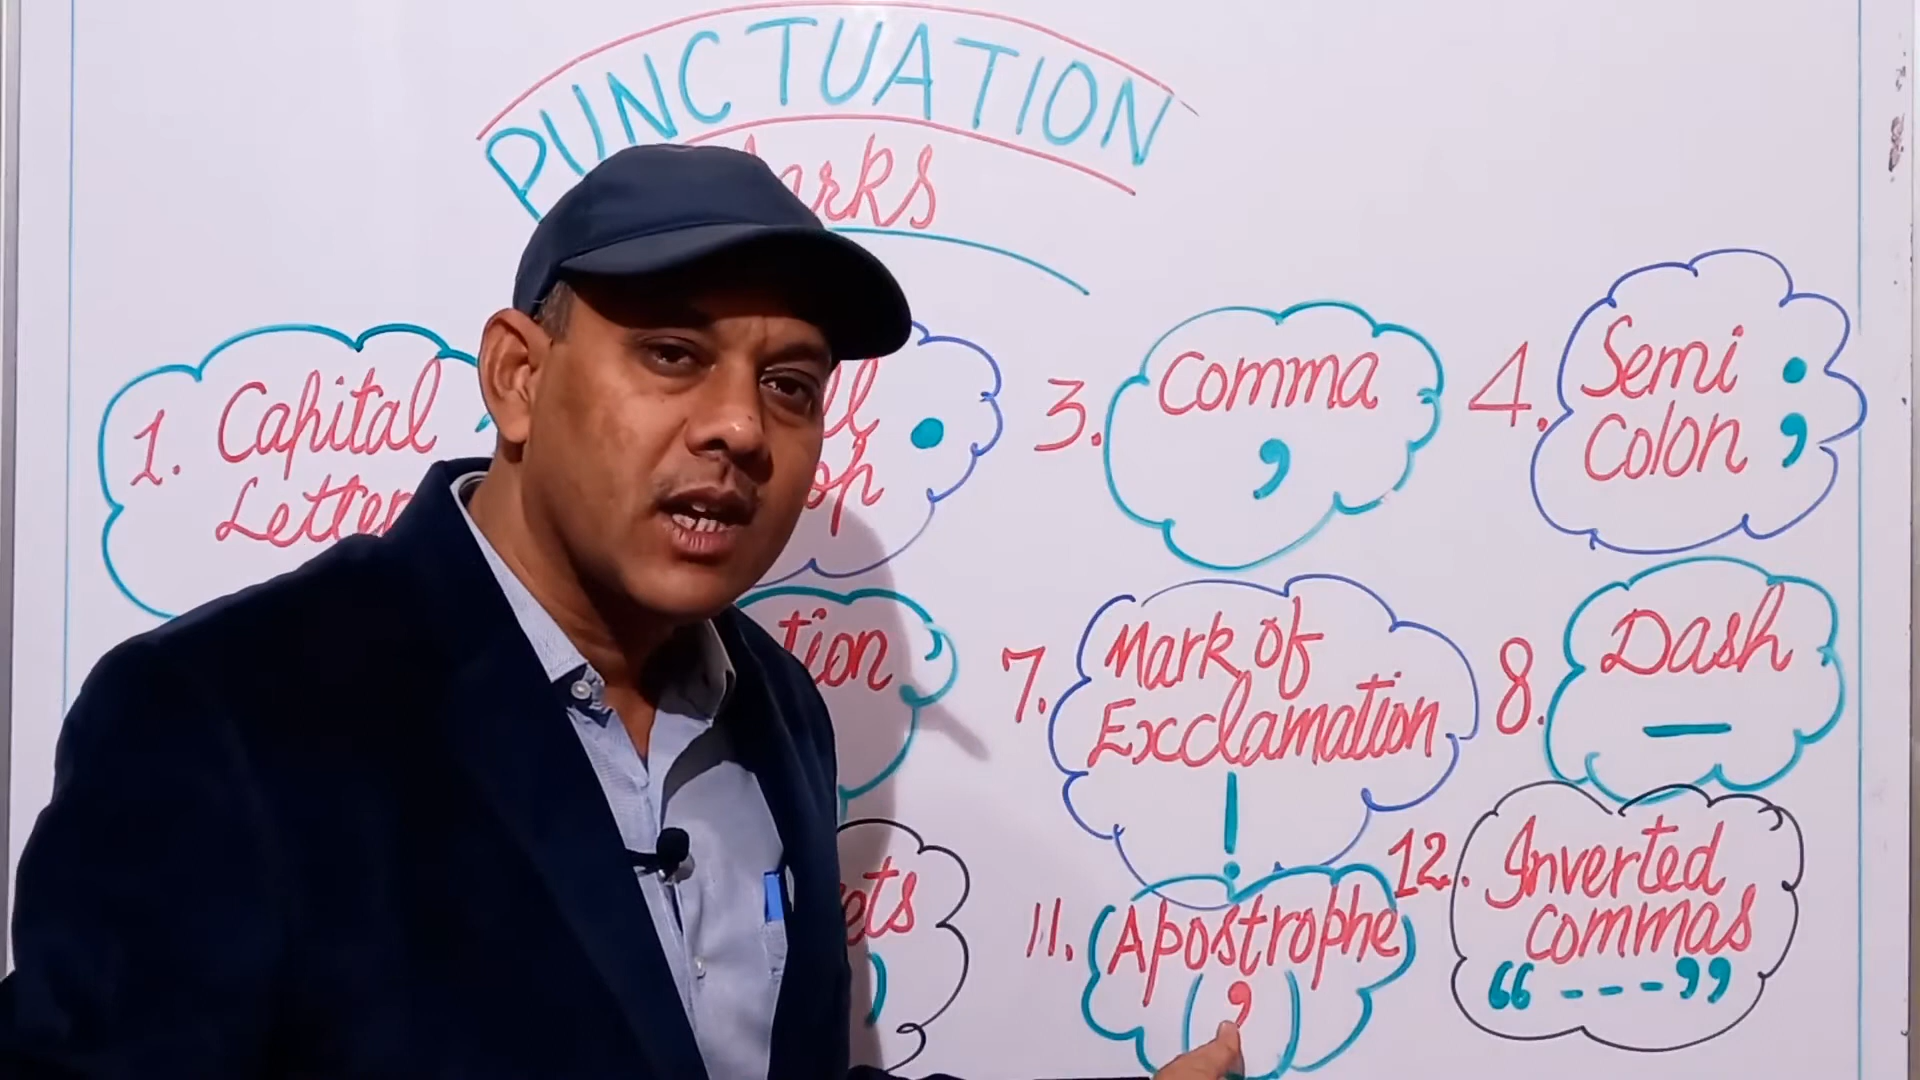 PUNCTUATION
1. Capital
Letter
3. Comma
,
4. Semi
Colon ;
7. Mark of
Exclamation
!
8. Dash
—
11. Apostrophe
( , )
12. Inverted
commas
“ - - - ”